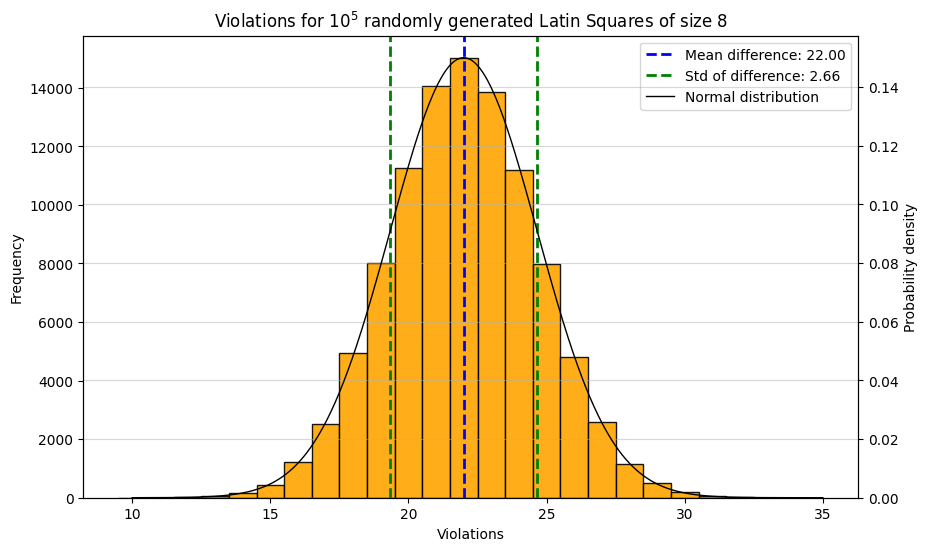 Violations for 10⁵ randomly generated Latin Squares of size 8
Mean difference: 22.00
Std of difference: 2.66
Normal distribution
Frequency
14000
12000
10000
8000
6000
4000
2000
0
0.14
0.12
0.10
0.08
0.06
0.04
0.02
0.00
Probability density
10 15 20 25 30 35
Violations